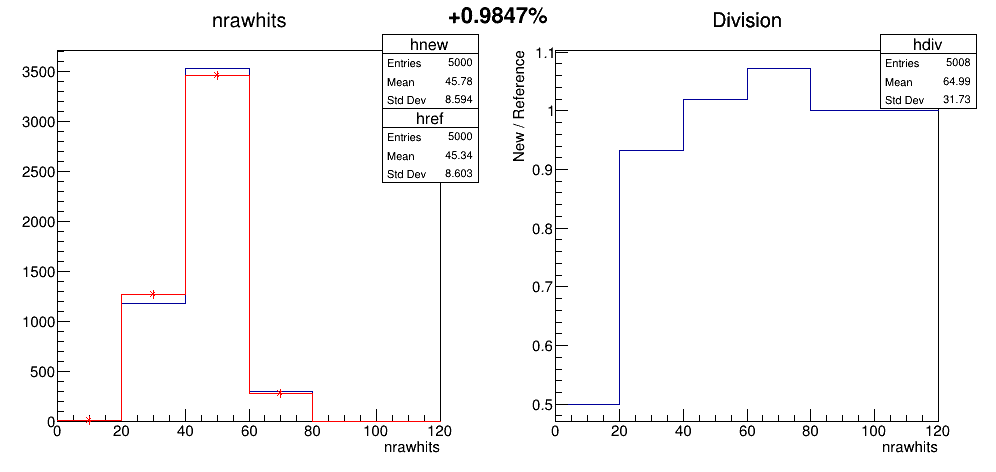 +0.9847%
nrawhits
hnew
Entries 5000
Mean 45.78
Std Dev 8.594
href
Entries 5000
Mean 45.34
Std Dev 8.603
3500
3000
2500
2000
1500
1000
500
0
0 20 40 60 80 100 120
nrawhits
Division
hdiv
Entries 5008
Mean 64.99
Std Dev 31.73
New / Reference
1.1
1
0.9
0.8
0.7
0.6
0.5
0 20 40 60 80 100 120
nrawhits